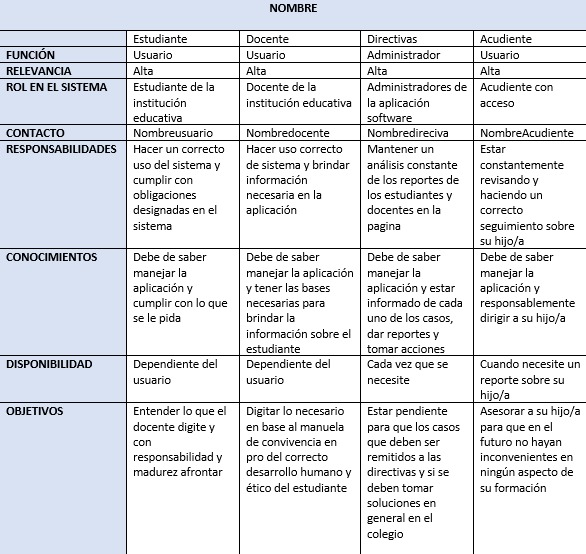 NOMBRE
Estudiante Docente Directivas Acudiente
FUNCIÓN Usuario Usuario Administrador Usuario
RELEVANCIA Alta Alta Alta Alta
ROL EN EL SISTEMA Estudiante de la Docente de la Administradores de Acudiente con
institución institución educativa la aplicación acceso
educativa software
CONTACTO Nombreusuario Nombredocente Nombredireciva NombreAcudiente
RESPONSABILIDADES Hacer un correcto Hacer uso correcto Mantener un Estar
uso del sistema y de sistema y brindar análisis constante constantemente
cumplir con información de los reportes de revisando y
obligaciones necesaria en la los estudiantes y haciendo un
designadas en el aplicación docentes en la correcto
sistema pagina seguimiento sobre
su hijo/a
CONOCIMIENTOS Debe de saber Debe de saber Debe de saber Debe de saber
manejar la manejar la aplicación manejar la manejar la
aplicación y y tener las bases aplicación y estar aplicación y
cumplir con lo que necesarias para informado de cada responsablemente
se le pida brindar la uno de los casos, dirigir a su hijo/a
información sobre el dar reportes y
estudiante tomar acciones
DISPONIBILIDAD Dependiente del Dependiente del Cada vez que se Cuando necesite un
usuario usuario necesite reporte sobre su
hijo/a
OBJETIVOS Entender lo que el Digitar lo necesario Estar pendiente Asesorar a su hijo/a
docente digite y en base al manuela para que los casos para que en el
con de convivencia en que deben ser futuro no hayan
responsabilidad y pro del correcto remitidos a las inconvenientes en
madurez afrontar desarrollo humano y directivas y si se ningún aspecto de
ético del estudiante deben tomar su formación
soluciones en
general en el
colegio